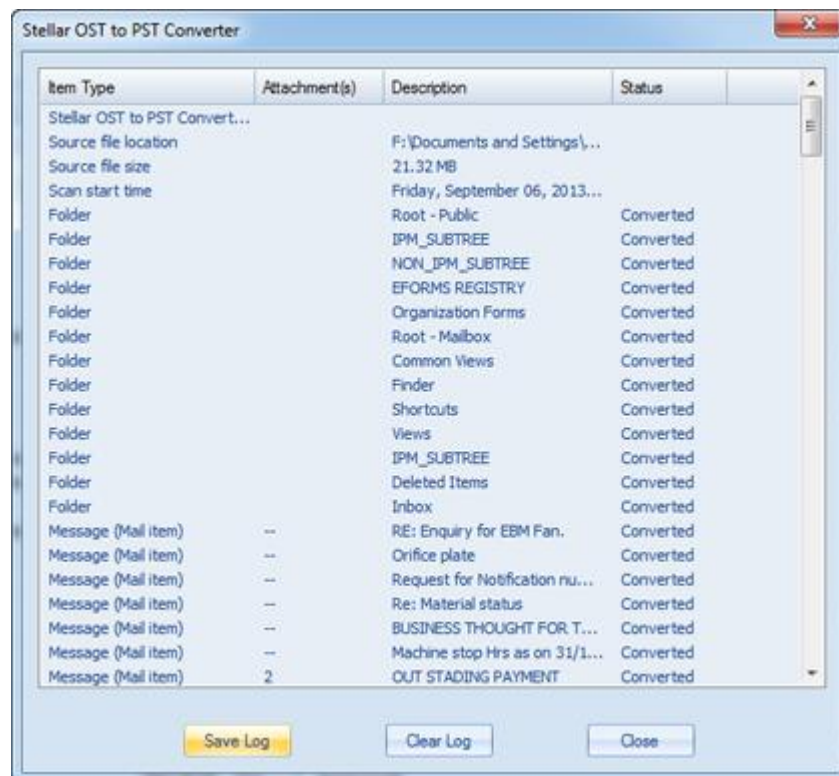 Stellar OST to PST Converter
Item Type Attachment(s) Description Status
Stellar OST to PST Convert...
Source file location F:\Documents and Settings\,...
Source file size 21.32 MB
Scan start time Friday, September 06, 2013...
Folder Root - Public Converted
Folder IPM_SUBTREE Converted
Folder NON_IPM_SUBTREE Converted
Folder EFORMS REGISTRY Converted
Folder Organization Forms Converted
Folder Root - Mailbox Converted
Folder Common Views Converted
Folder Finder Converted
Folder Shortcuts Converted
Folder Views Converted
Folder IPM_SUBTREE Converted
Folder Deleted Items Converted
Folder Inbox Converted
Message (Mail item) -- RE: Enquiry for EBM Fan. Converted
Message (Mail item) -- Orifice plate Converted
Message (Mail item) -- Request for Notification nu... Converted
Message (Mail item) -- Re: Material status Converted
Message (Mail item) -- BUSINESS THOUGHT FOR T... Converted
Message (Mail item) -- Machine stop Hrs as on 31/1... Converted
Message (Mail item) 2 OUT STADING PAYMENT Converted
Save Log Clear Log Close